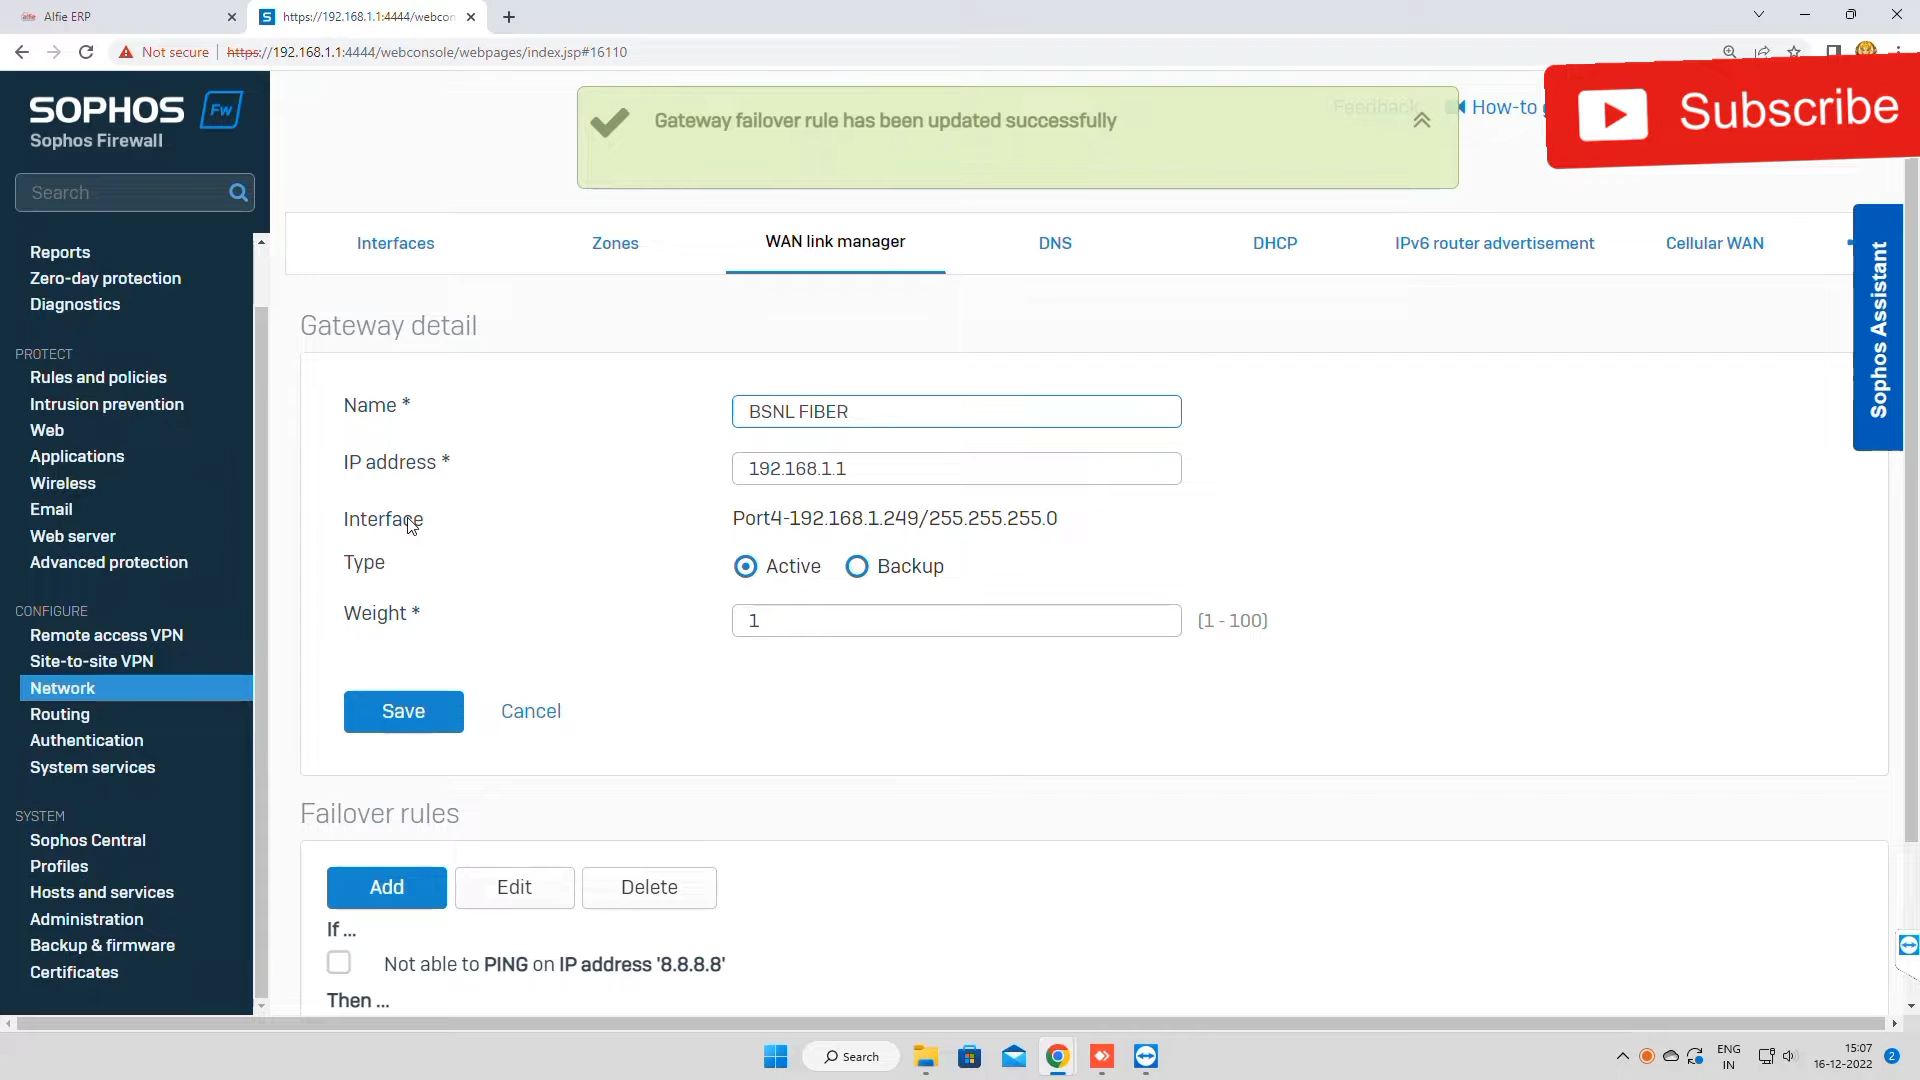 Alfie ERP
https://192.168.1.1:4444/webcon
Not secure
https://192.168.1.1:4444/webconsole/webpages/index.jsp#16110
SOPHOS
Fw
Sophos Firewall
Search
Reports
Zero-day protection
Diagnostics
PROTECT
Rules and policies
Intrusion prevention
Web
Applications
Wireless
Email
Web server
Advanced protection
CONFIGURE
Remote access VPN
Site-to-site VPN
Network
Routing
Authentication
System services
SYSTEM
Sophos Central
Profiles
Hosts and services
Administration
Backup & firmware
Certificates
Gateway failover rule has been updated successfully
Feedback
How-to g
Subscribe
Interfaces
Zones
WAN link manager
DNS
DHCP
IPv6 router advertisement
Cellular WAN
Sophos Assistant
Gateway detail
Name *
BSNL FIBER
IP address *
192.168.1.1
Interface
Port4-192.168.1.249/255.255.255.0
Type
Active
Backup
Weight *
1
(1 - 100)
Save
Cancel
Failover rules
Add
Edit
Delete
If ...
Not able to PING on IP address '8.8.8.8'
Then ...
Search
ENG
IN
15:07
16-12-2022
2